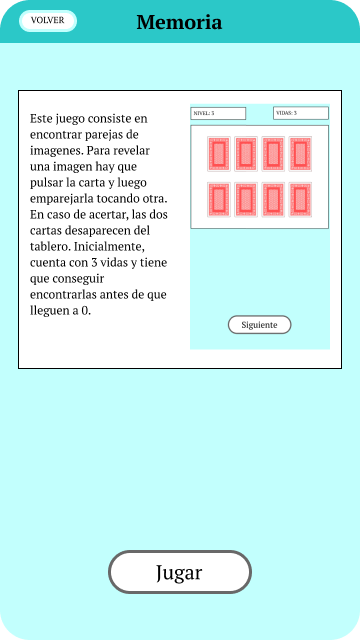 VOLVER
Memoria
Este juego consiste en
encontrar parejas de
imagenes. Para revelar
una imagen hay que
pulsar la carta y luego
emparejarla tocando otra.
En caso de acertar, las dos
cartas desaparecen del
tablero. Inicialmente,
cuenta con 3 vidas y tiene
que conseguir
encontrarlas antes de que
lleguen a 0.
NIVEL: 5
VIDAS: 3
Siguiente
Jugar